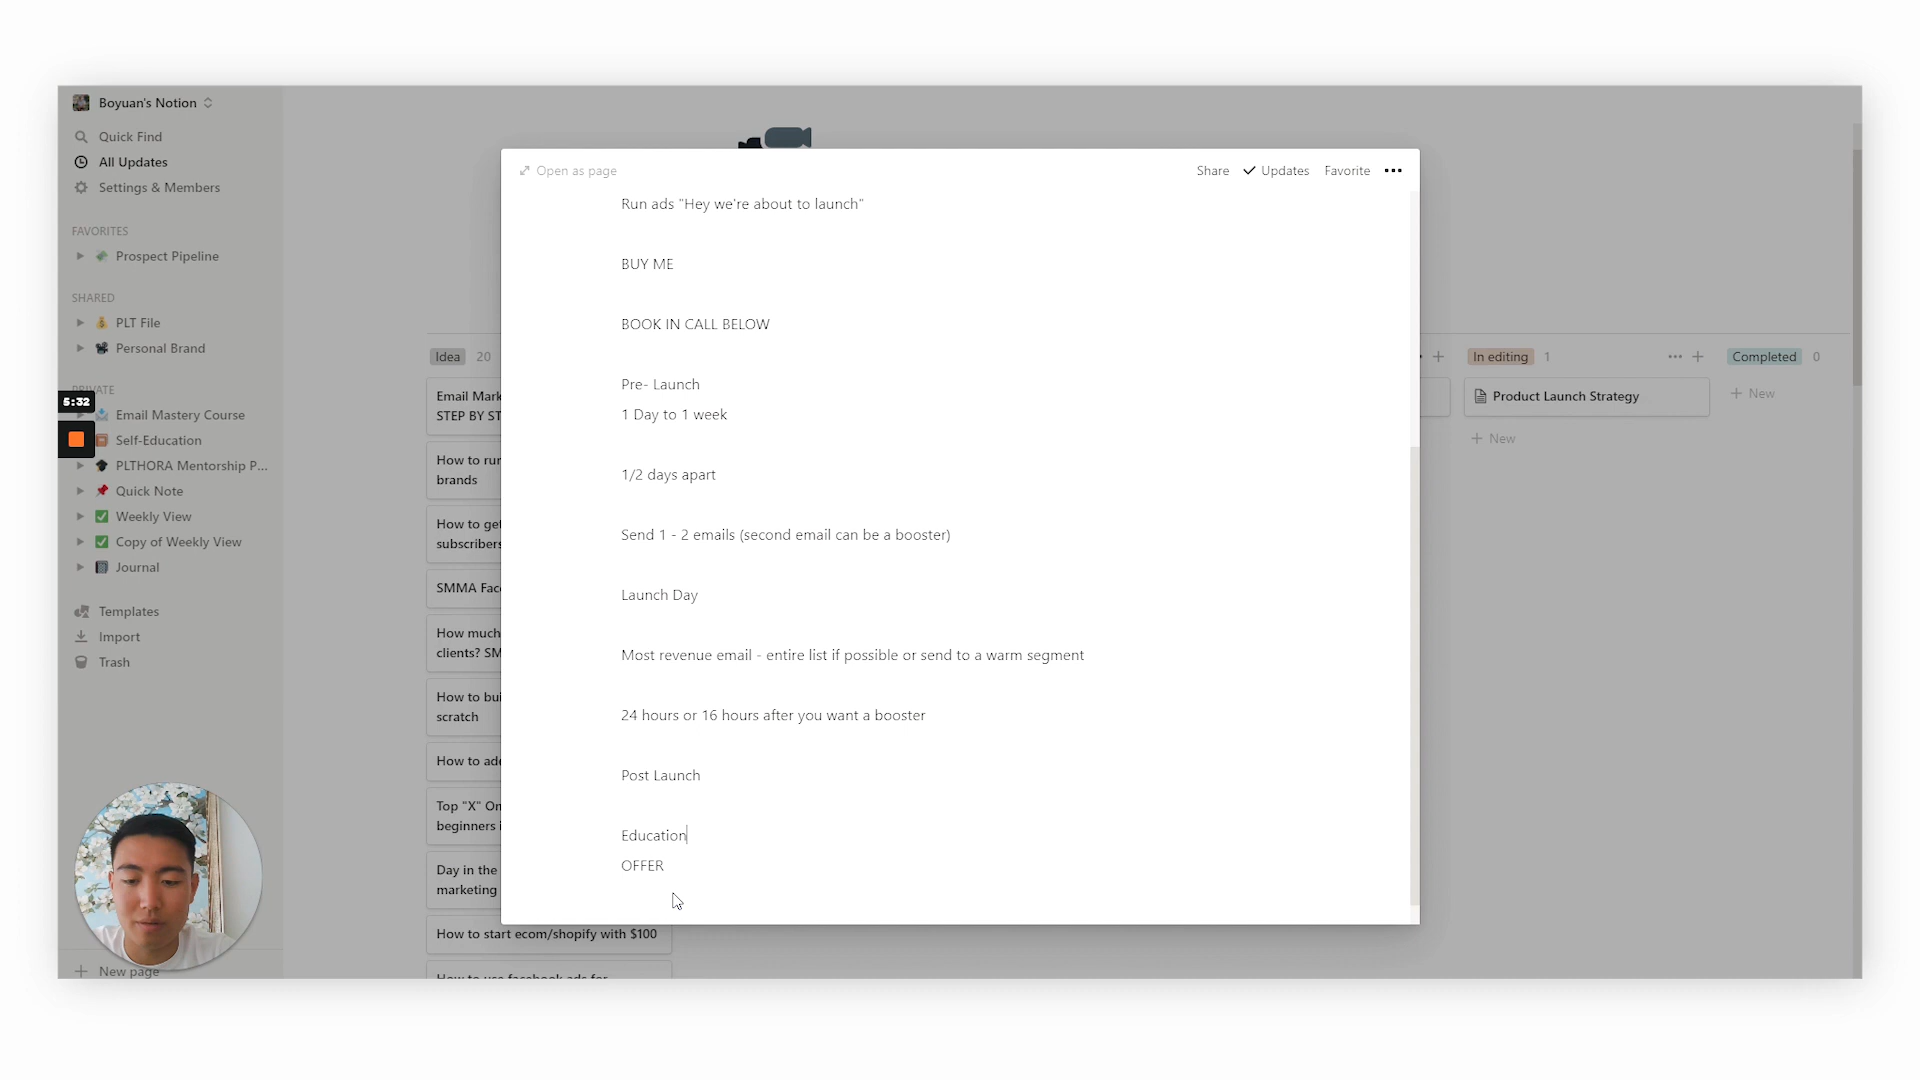 Boyuan's Notion
Quick Find
All Updates
Settings & Members
FAVORITES
Prospect Pipeline
SHARED
PLT File
Personal Brand
PRIVATE
5:32
Email Mastery Course
Self-Education
PLTHORA Mentorship P...
Quick Note
Weekly View
Copy of Weekly View
Journal
Templates
Import
Trash
New page
Idea 20
Email Mark
STEP BY ST
How to run
brands
How to get
subscribers
SMMA Fac
How much
clients? SM
How to bui
scratch
How to ad
Top "X" On
beginners i
Day in the
marketing
How to start ecom/shopify with $100
How to use facebook ads for
Open as page
Share Updates Favorite
Run ads "Hey we're about to launch"
BUY ME
BOOK IN CALL BELOW
Pre- Launch
1 Day to 1 week
1/2 days apart
Send 1 - 2 emails (second email can be a booster)
Launch Day
Most revenue email - entire list if possible or send to a warm segment
24 hours or 16 hours after you want a booster
Post Launch
Education
OFFER
In editing 1
Product Launch Strategy
New
Completed 0
New